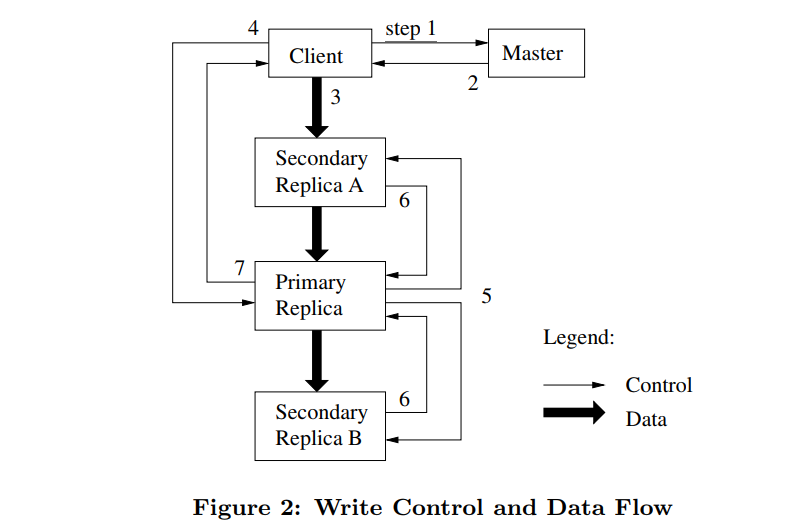 4
step 1
Client
Master
2
3
Secondary
Replica A
6
7
Primary
Replica
5
Legend:
Control
Data
6
Secondary
Replica B
Figure 2: Write Control and Data Flow